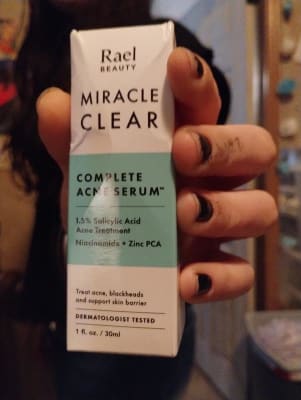 Rael
BEAUTY
MIRACLE
CLEAR
COMPLETE
ACNE SERUM™
1.5% Salicylic Acid
Acne Treatment
Niacinamide + Zinc PCA
Treat acne, blackheads
and support skin barrier
DERMATOLOGIST TESTED
1 fl. oz. / 30ml